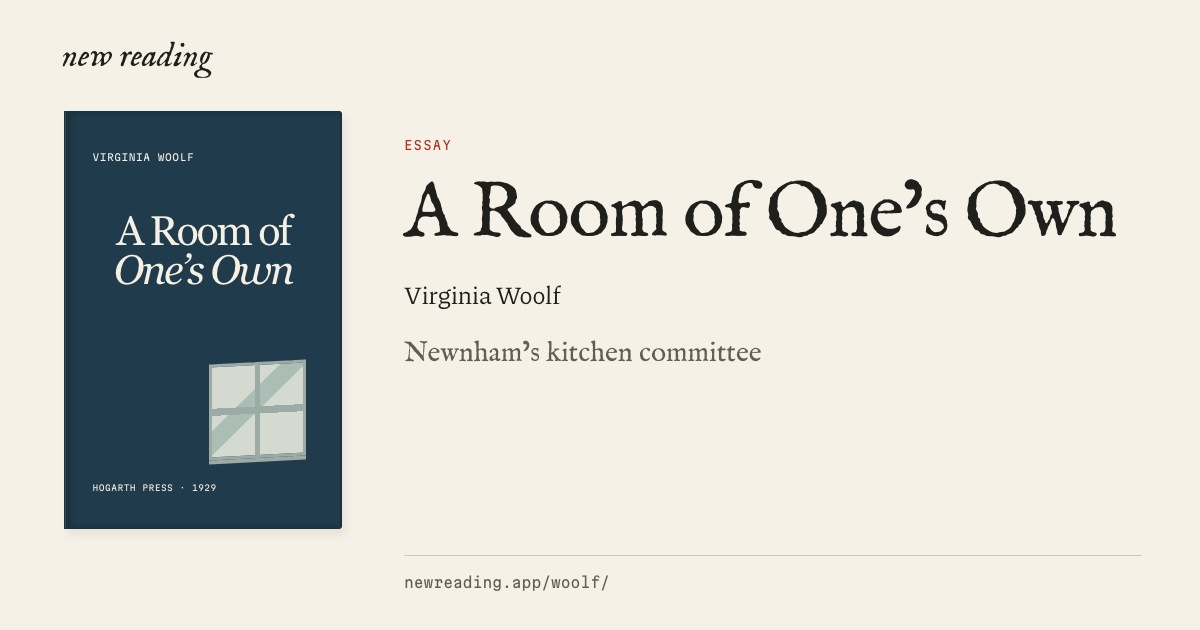 new reading
VIRGINIA WOOLF
A Room of
One’s Own
HOGARTH PRESS · 1929
ESSAY
A Room of One’s Own
Virginia Woolf
Newnham’s kitchen committee
newreading.app/woolf/